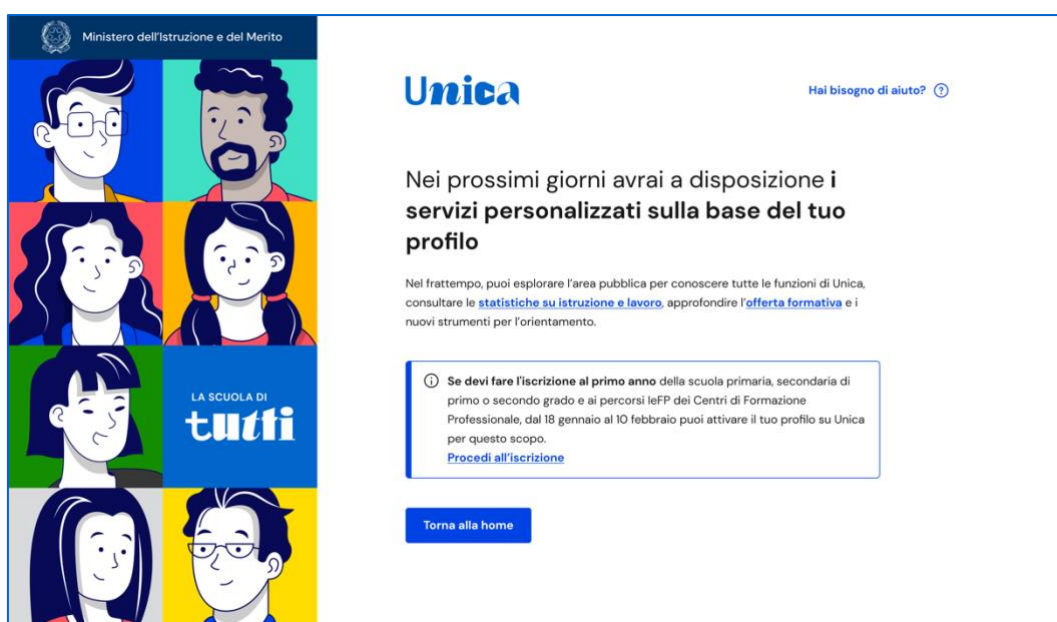 Ministero dell'Istruzione e del Merito
Unica
Hai bisogno di aiuto?
Nei prossimi giorni avrai a disposizione i
servizi personalizzati sulla base del tuo
profilo
Nel frattempo, puoi esplorare l'area pubblica per conoscere tutte le funzioni di Unica,
consultare le statistiche su istruzione e lavoro, approfondire l'offerta formativa e i
nuovi strumenti per l'orientamento.
Se devi fare l'iscrizione al primo anno della scuola primaria, secondaria di
primo o secondo grado e ai percorsi IeFP dei Centri di Formazione
Professionale, dal 18 gennaio al 10 febbraio puoi attivare il tuo profilo su Unica
per questo scopo.
Procedi all'iscrizione
LA SCUOLA DI
tutti
Torna alla home